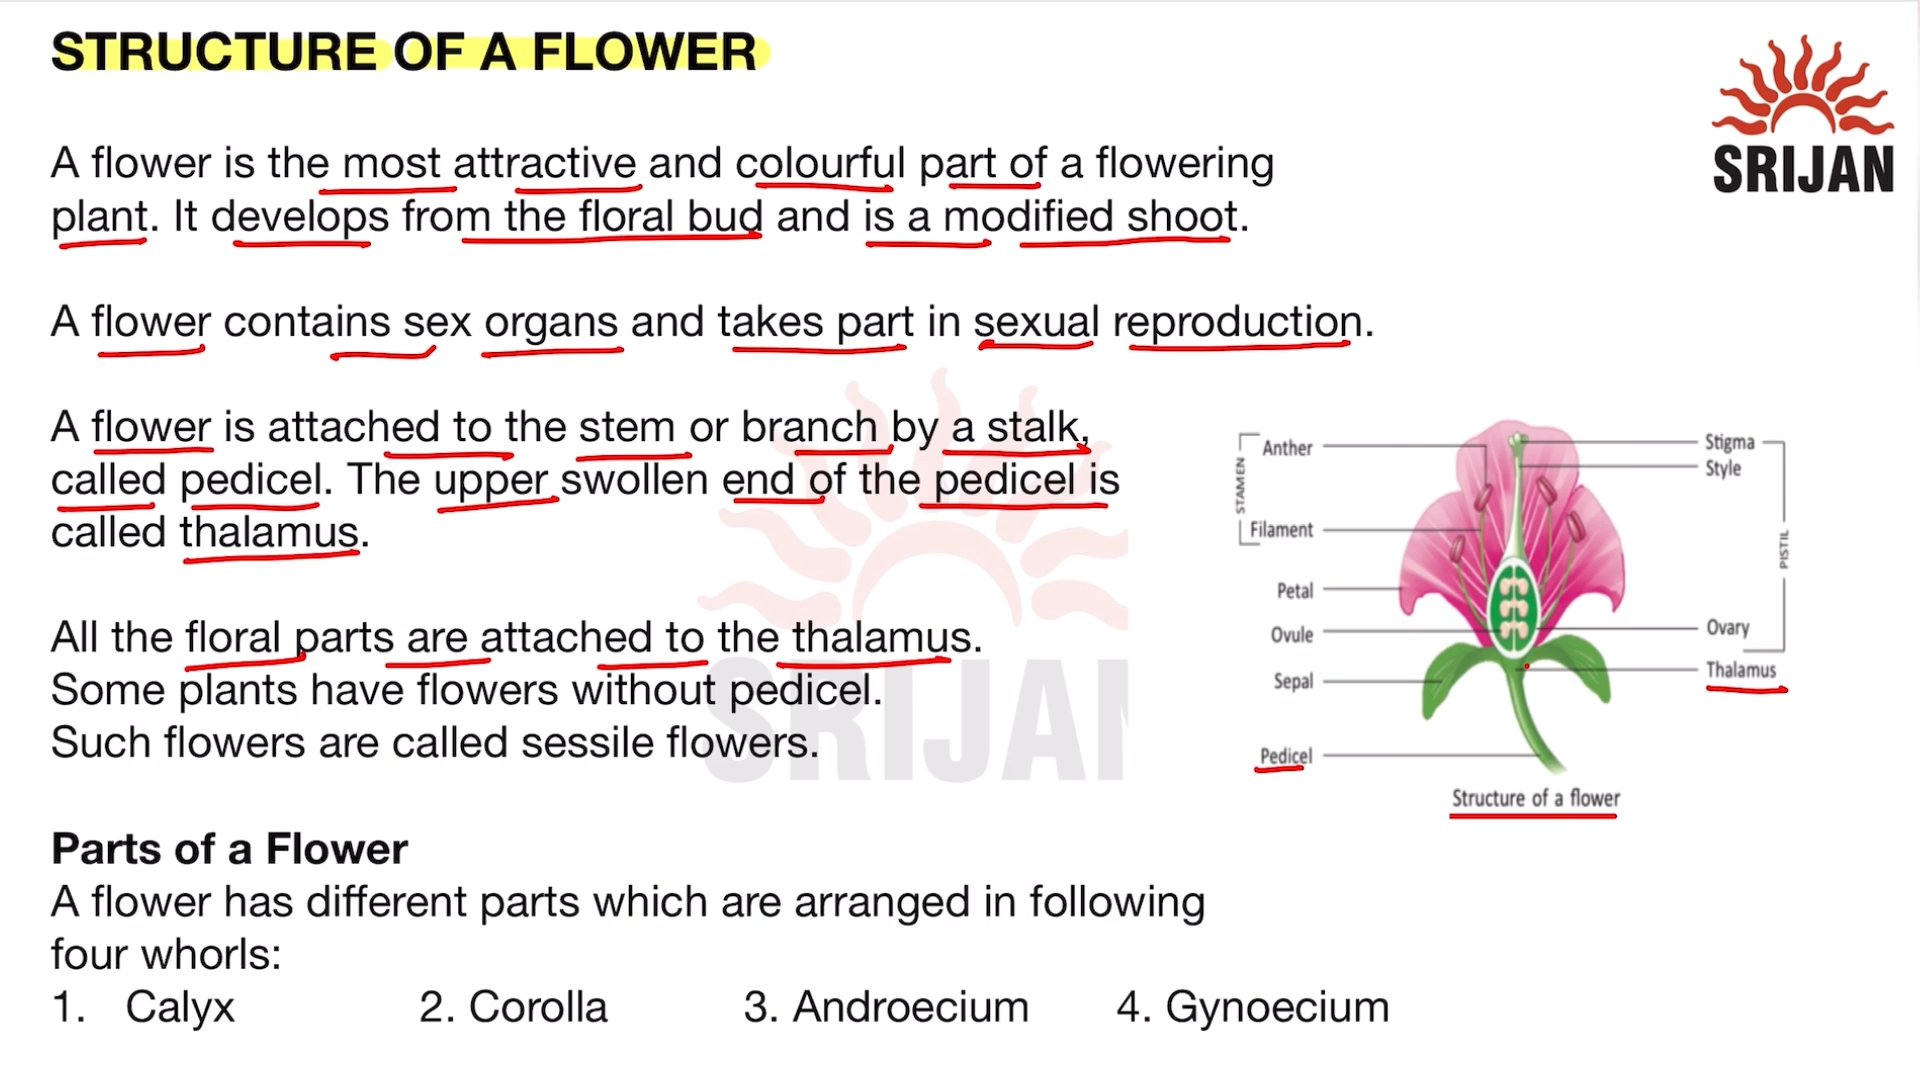 STRUCTURE OF A FLOWER
SRIJAN
A flower is the most attractive and colourful part of a flowering
plant. It develops from the floral bud and is a modified shoot.
A flower contains sex organs and takes part in sexual reproduction.
A flower is attached to the stem or branch by a stalk,
called pedicel. The upper swollen end of the pedicel is
called thalamus.
All the floral parts are attached to the thalamus.
Some plants have flowers without pedicel.
Such flowers are called sessile flowers.
SRIJAN
Anther
STAMEN
Filament
Petal
Ovule
Sepal
Pedicel
Stigma
Style
PISTIL
Ovary
Thalamus
Structure of a flower
Parts of a Flower
A flower has different parts which are arranged in following
four whorls:
1. Calyx 2. Corolla 3. Androecium 4. Gynoecium